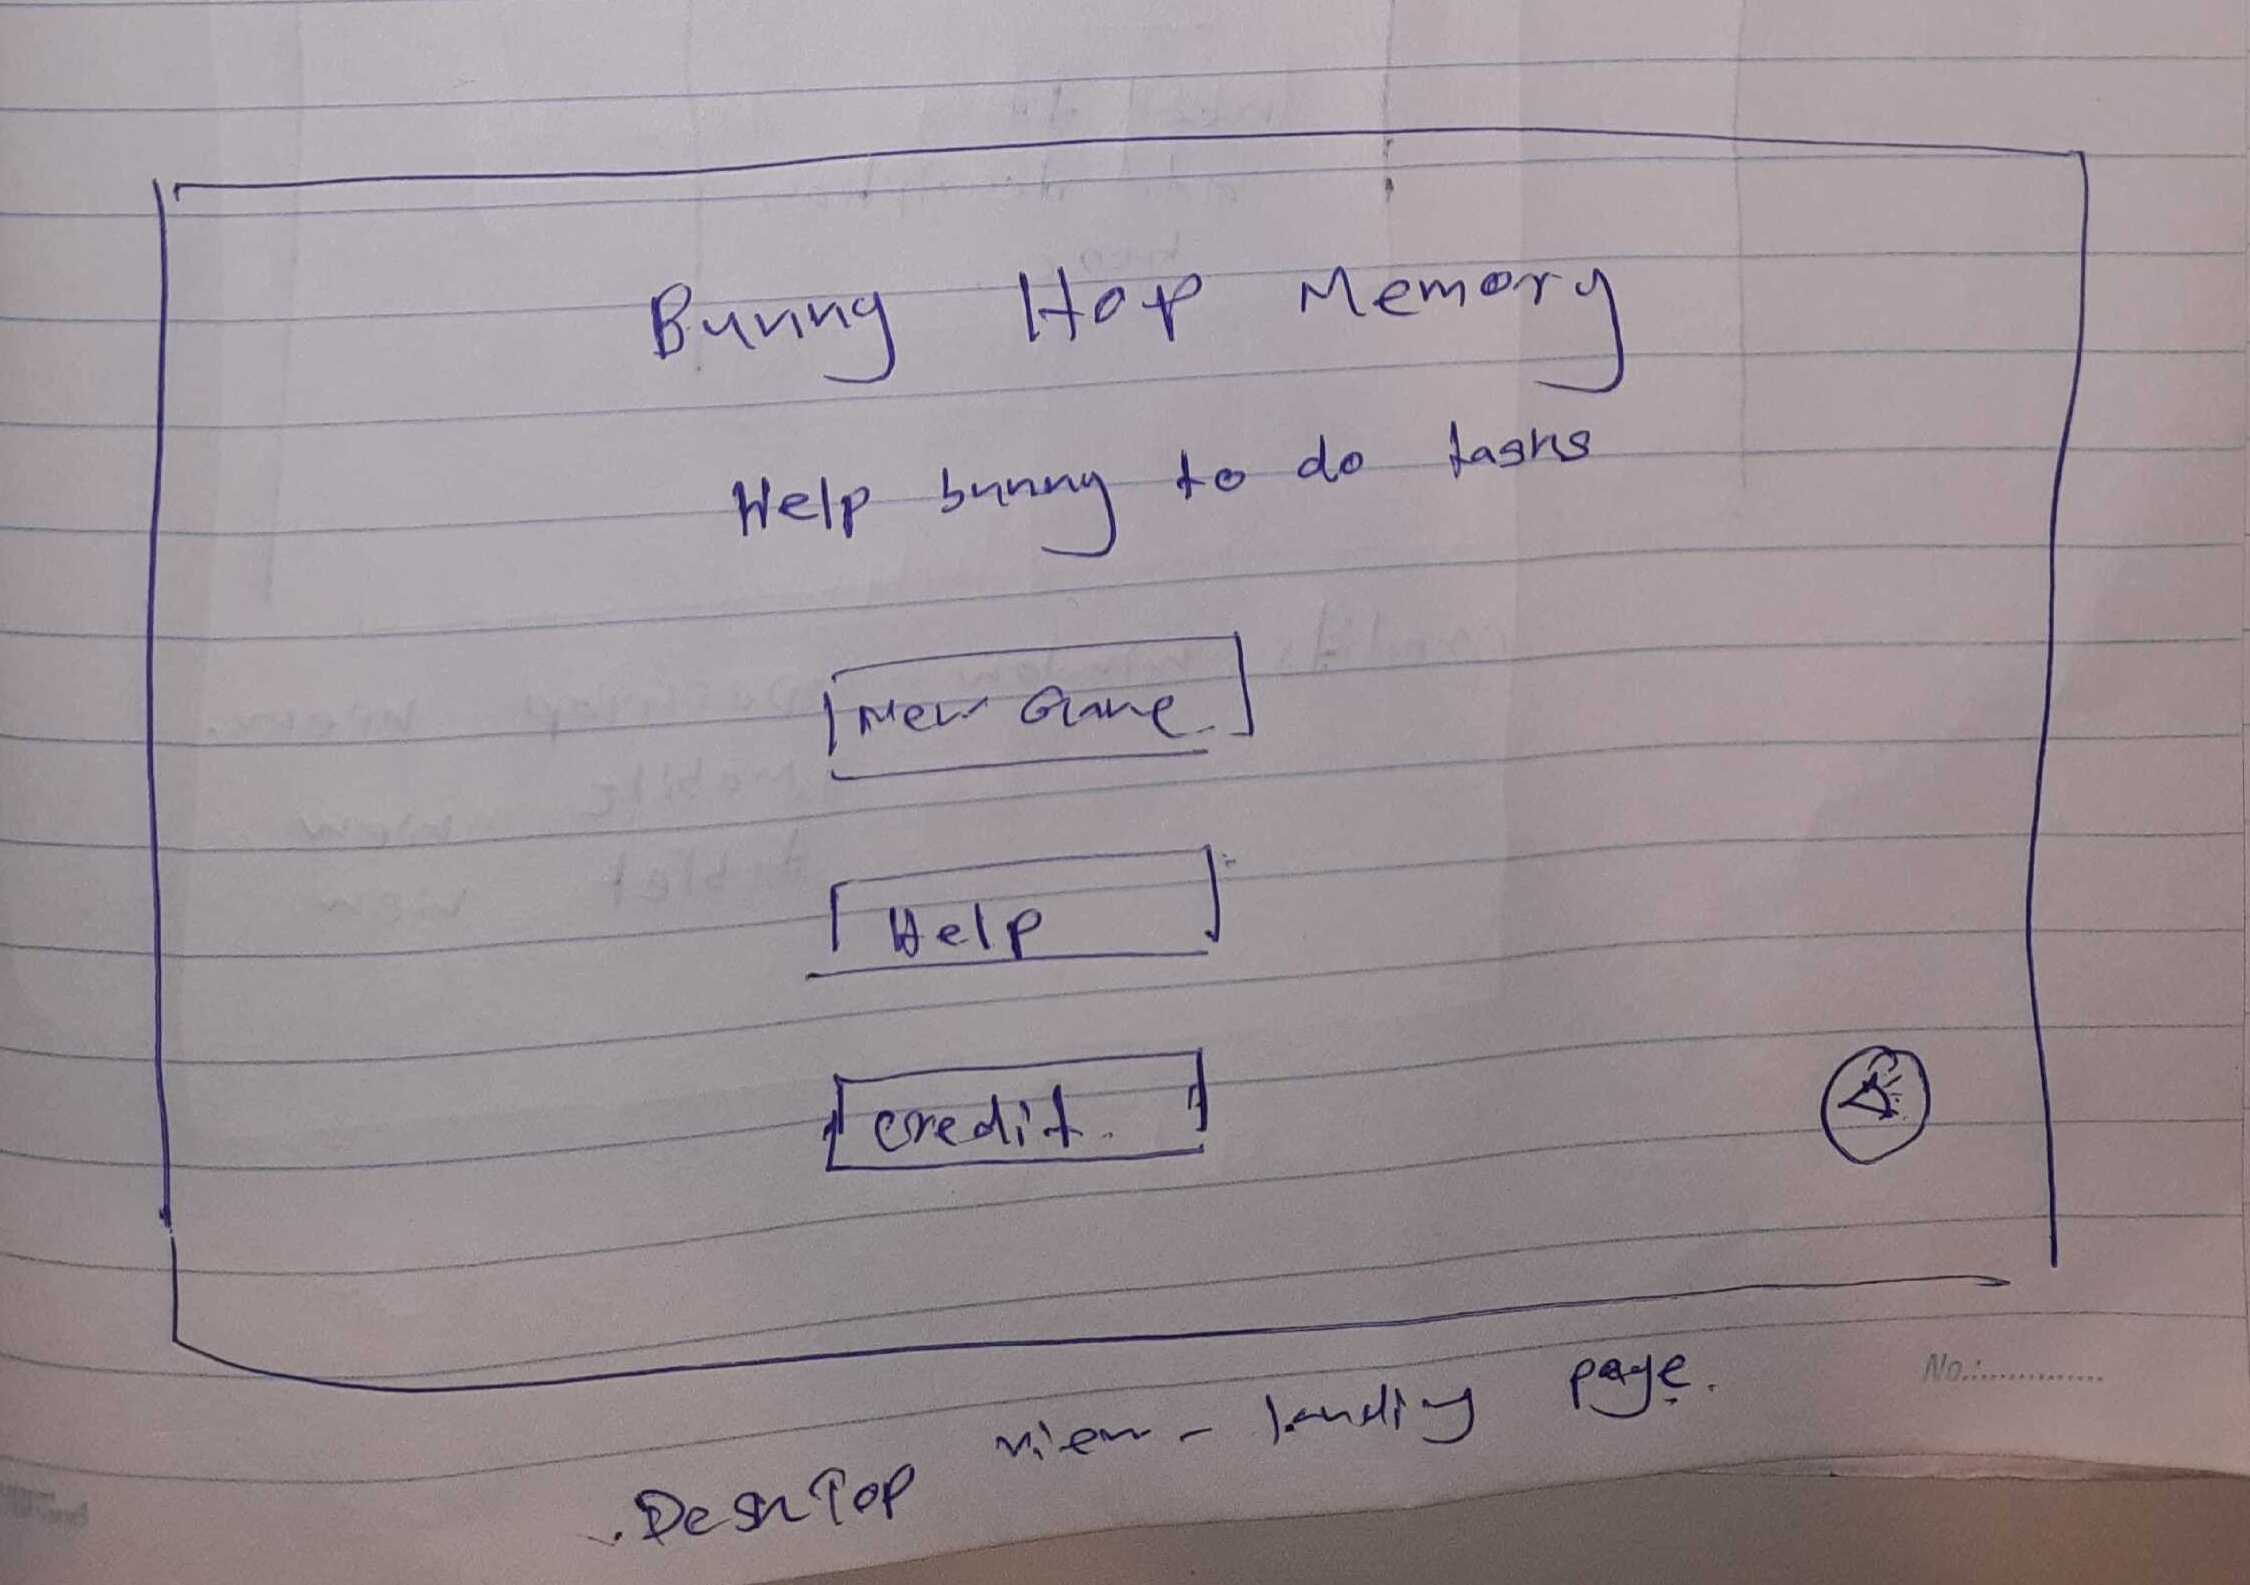 Bunny Hop Memory
Help bunny to do tasks
New Game
Help
credit.
DeskTop view - landing page.
No.:...............